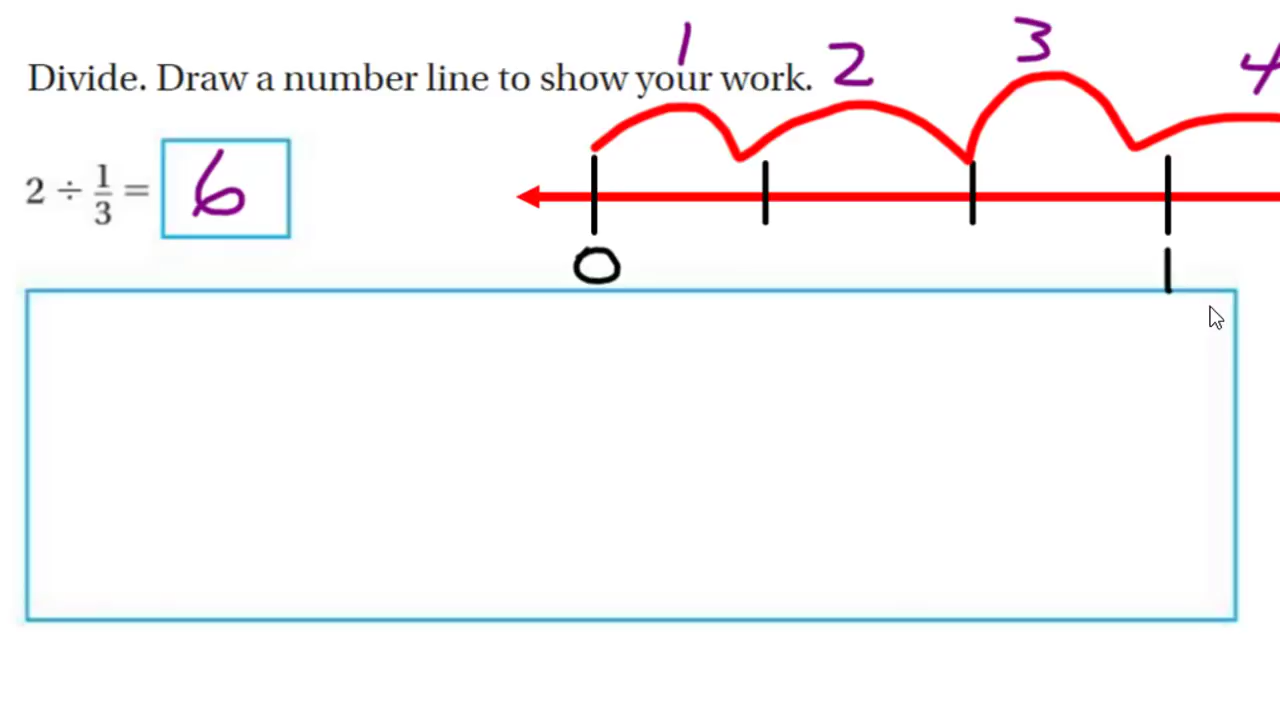 1 2 3 4
Divide. Draw a number line to show your work.
2 ÷ 1/3 = 6
0 1